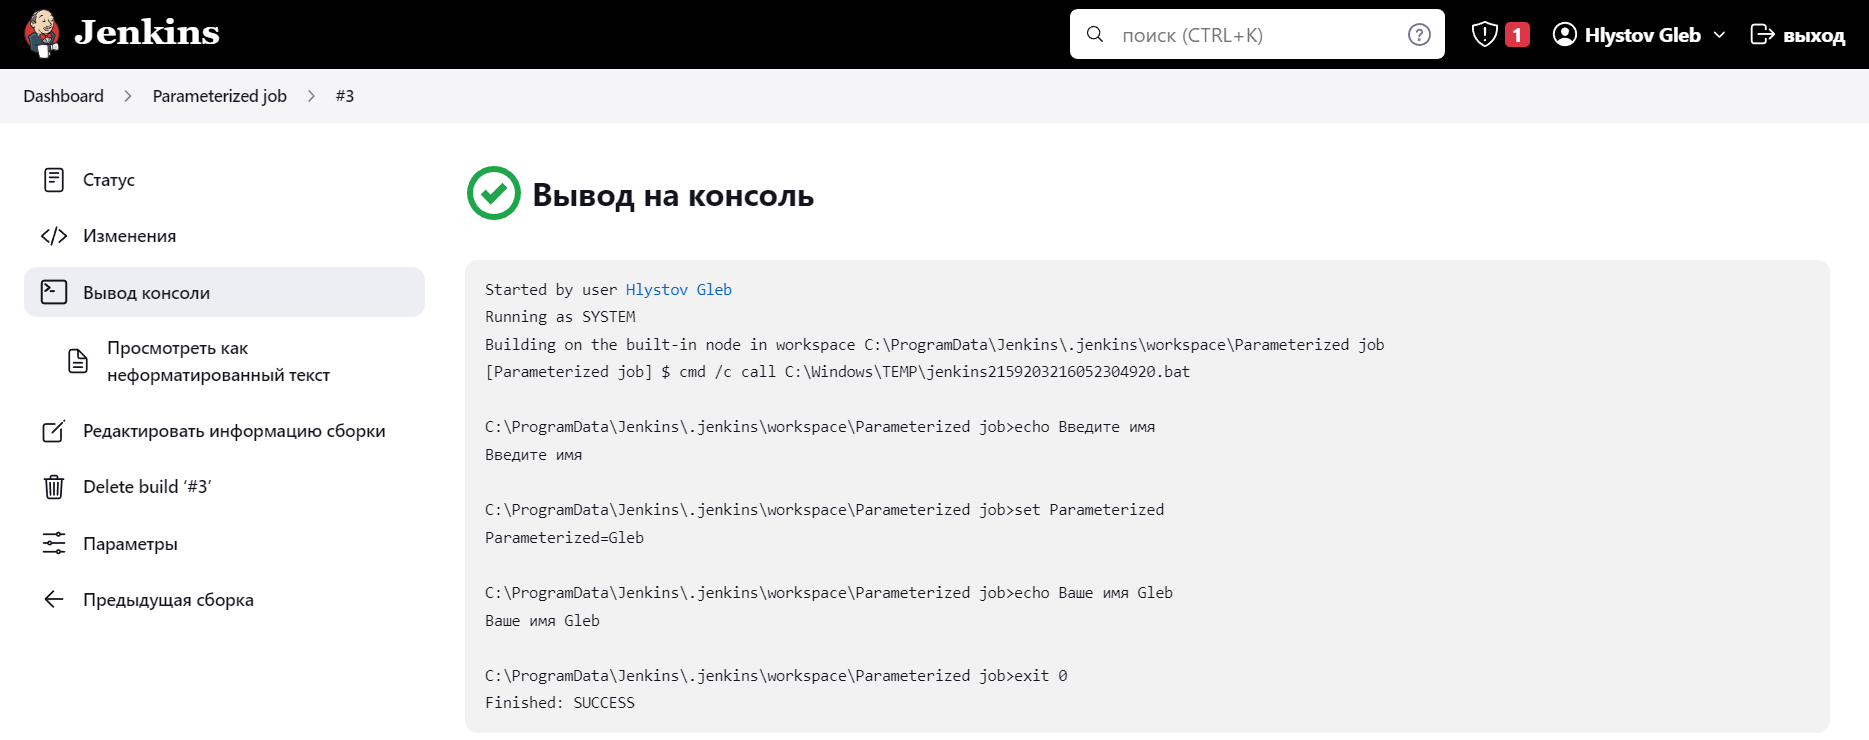 Jenkins
поиск (CTRL+K)
1
Hlystov Gleb
выход
Dashboard
Parameterized job
#3
Статус
Изменения
Вывод консоли
Просмотреть как
неформатированный текст
Редактировать информацию сборки
Delete build ‘#3’
Параметры
Предыдущая сборка
Вывод на консоль
Started by user Hlystov Gleb
Running as SYSTEM
Building on the built-in node in workspace C:\ProgramData\Jenkins\.jenkins\workspace\Parameterized job
[Parameterized job] $ cmd /c call C:\Windows\TEMP\jenkins2159203216052304920.bat
C:\ProgramData\Jenkins\.jenkins\workspace\Parameterized job>echo Введите имя
Введите имя
C:\ProgramData\Jenkins\.jenkins\workspace\Parameterized job>set Parameterized
Parameterized=Gleb
C:\ProgramData\Jenkins\.jenkins\workspace\Parameterized job>echo Ваше имя Gleb
Ваше имя Gleb
C:\ProgramData\Jenkins\.jenkins\workspace\Parameterized job>exit 0
Finished: SUCCESS